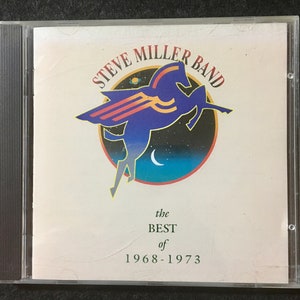 STEVE MILLER BAND
the
BEST
of
1968-1973